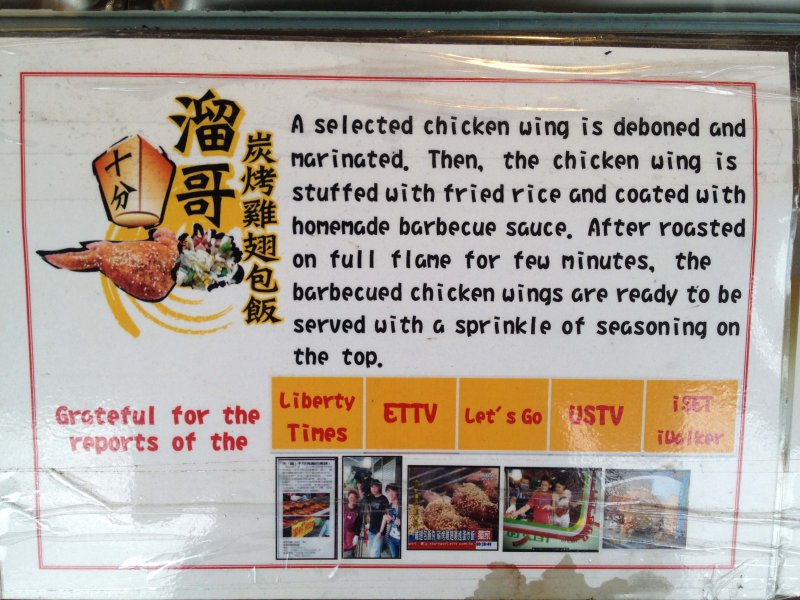 溜哥
炭烤雞翅包飯
十分
A selected chicken wing is deboned and
marinated. Then, the chicken wing is
stuffed with fried rice and coated with
homemade barbecue sauce. After roasted
on full flame for few minutes, the
barbecued chicken wings are ready to be
served with a sprinkle of seasoning on
the top.
Grateful for the
reports of the
Liberty
Times
ETTV
Let's Go
USTV
iSET
iWalker